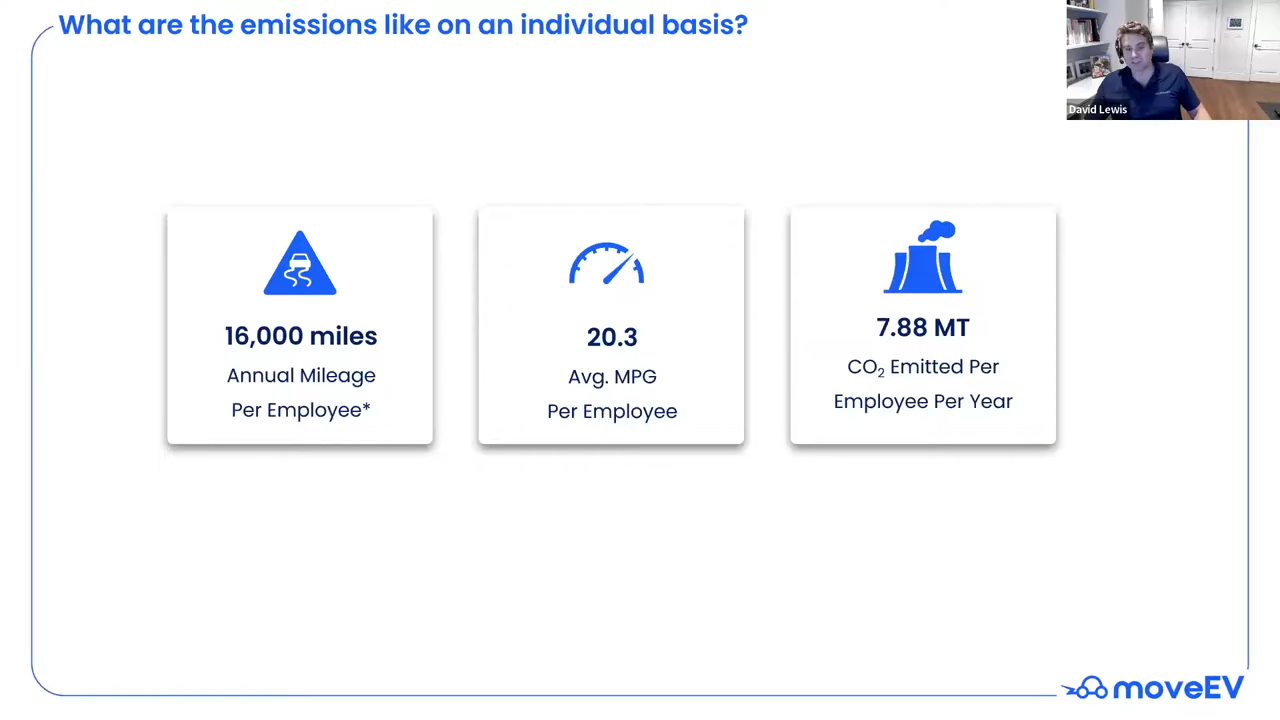 What are the emissions like on an individual basis?
David Lewis
16,000 miles
Annual Mileage
Per Employee*
20.3
Avg. MPG
Per Employee
7.88 MT
CO₂ Emitted Per
Employee Per Year
moveEV